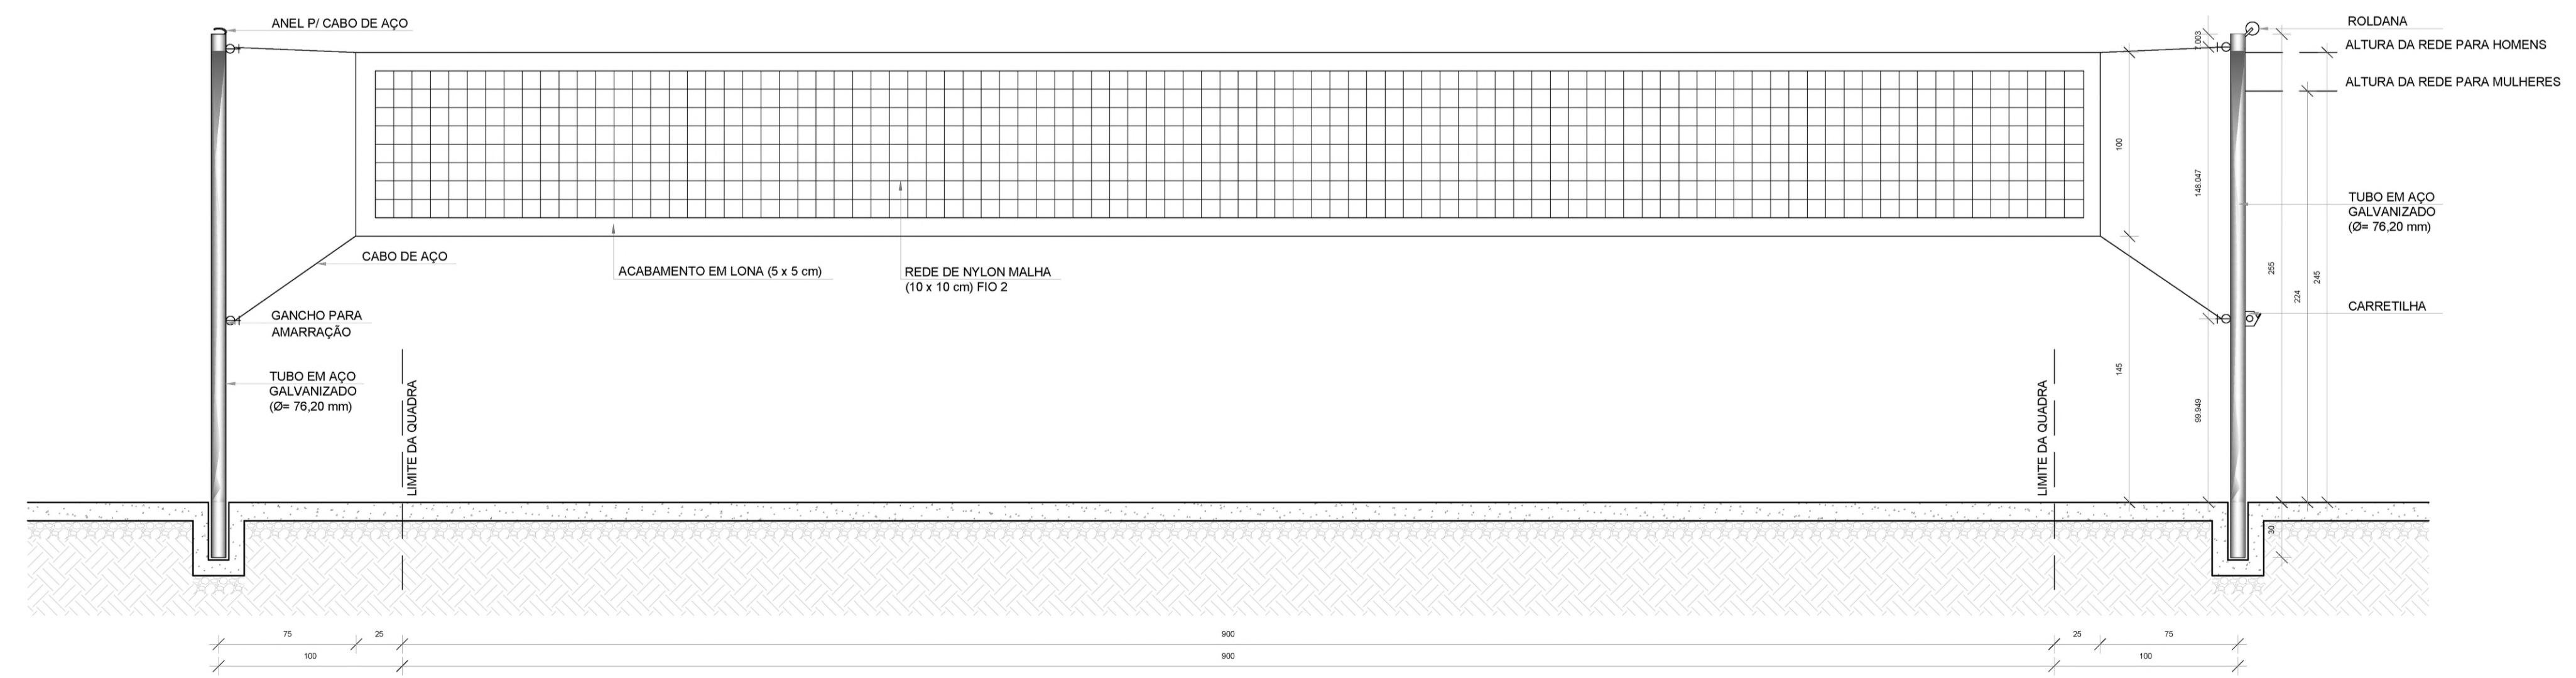 ANEL P/ CABO DE AÇO
ROLDANA
ALTURA DA REDE PARA HOMENS
ALTURA DA REDE PARA MULHERES
7.003
100
148.047
TUBO EM AÇO
GALVANIZADO
(Ø= 76,20 mm)
CABO DE AÇO
ACABAMENTO EM LONA (5 x 5 cm)
REDE DE NYLON MALHA
(10 x 10 cm) FIO 2
255
224
245
GANCHO PARA
AMARRAÇÃO
CARRETILHA
TUBO EM AÇO
GALVANIZADO
(Ø= 76,20 mm)
LIMITE DA QUADRA
LIMITE DA QUADRA
145
99.949
30
75
25
900
25
75
100
900
100